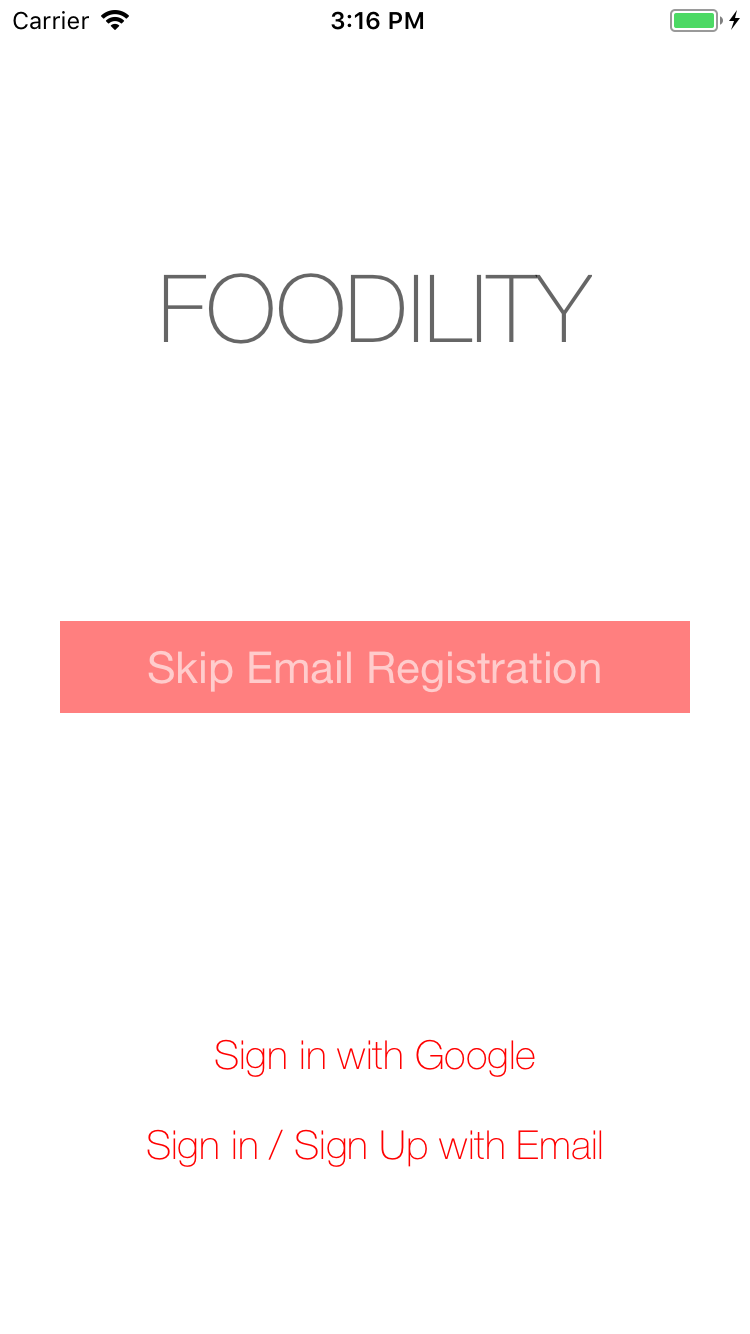 Carrier 3:16 PM
FOODILITY
Skip Email Registration
Sign in with Google
Sign in / Sign Up with Email